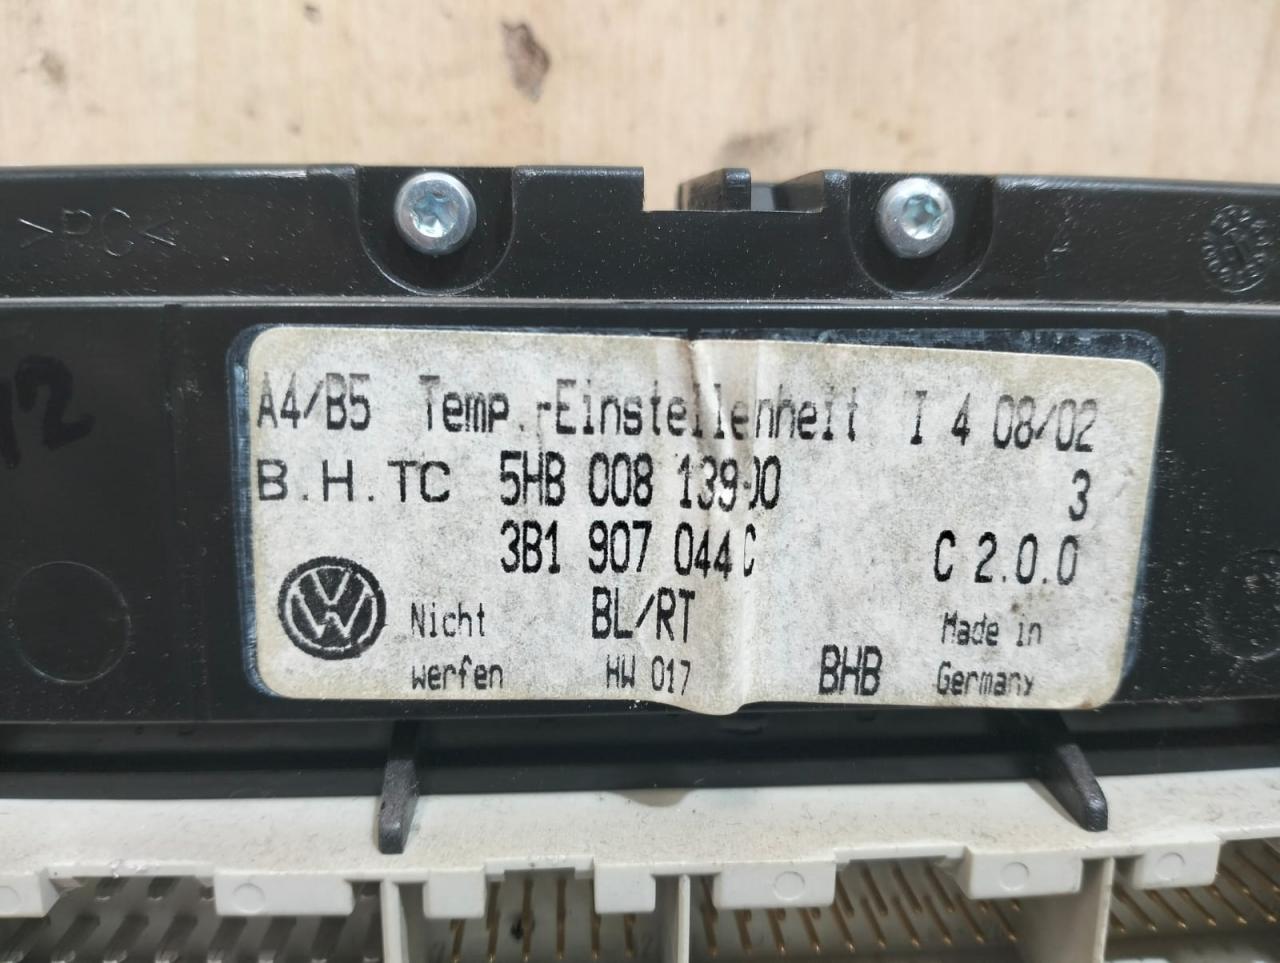 >PC<
12
A4/B5 Temp.-Einstellenheit I 4 08/02
B.H.TC 5HB 008 139-00 3
3B1 907 044 C C 2.0.0
Nicht BL/RT Made in
werfen HW 017 BHB Germany